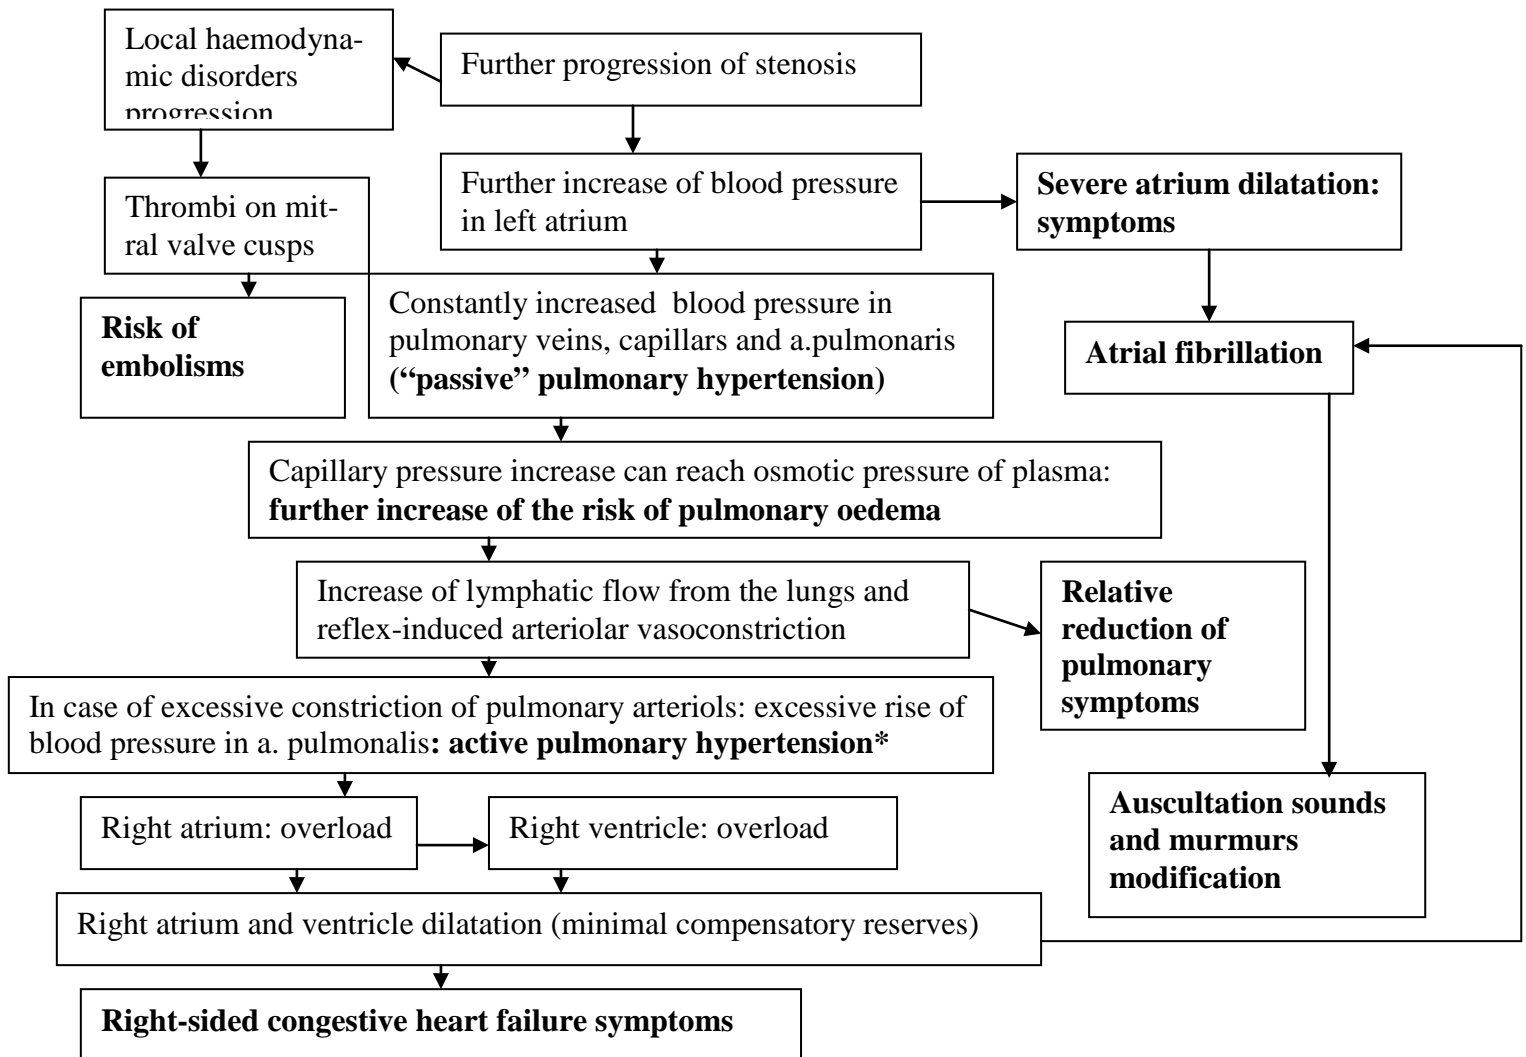 Local haemodyna-
mic disorders
progression
Further progression of stenosis
Further increase of blood pressure
in left atrium
Severe atrium dilatation:
symptoms
Thrombi on mit-
ral valve cusps
Risk of
embolisms
Constantly increased blood pressure in
pulmonary veins, capillars and a.pulmonaris
(“passive” pulmonary hypertension)
Atrial fibrillation
Capillary pressure increase can reach osmotic pressure of plasma:
further increase of the risk of pulmonary oedema
Increase of lymphatic flow from the lungs and
reflex-induced arteriolar vasoconstriction
Relative
reduction of
pulmonary
symptoms
In case of excessive constriction of pulmonary arteriols: excessive rise of
blood pressure in a. pulmonalis: active pulmonary hypertension*
Right atrium: overload
Right ventricle: overload
Auscultation sounds
and murmurs
modification
Right atrium and ventricle dilatation (minimal compensatory reserves)
Right-sided congestive heart failure symptoms